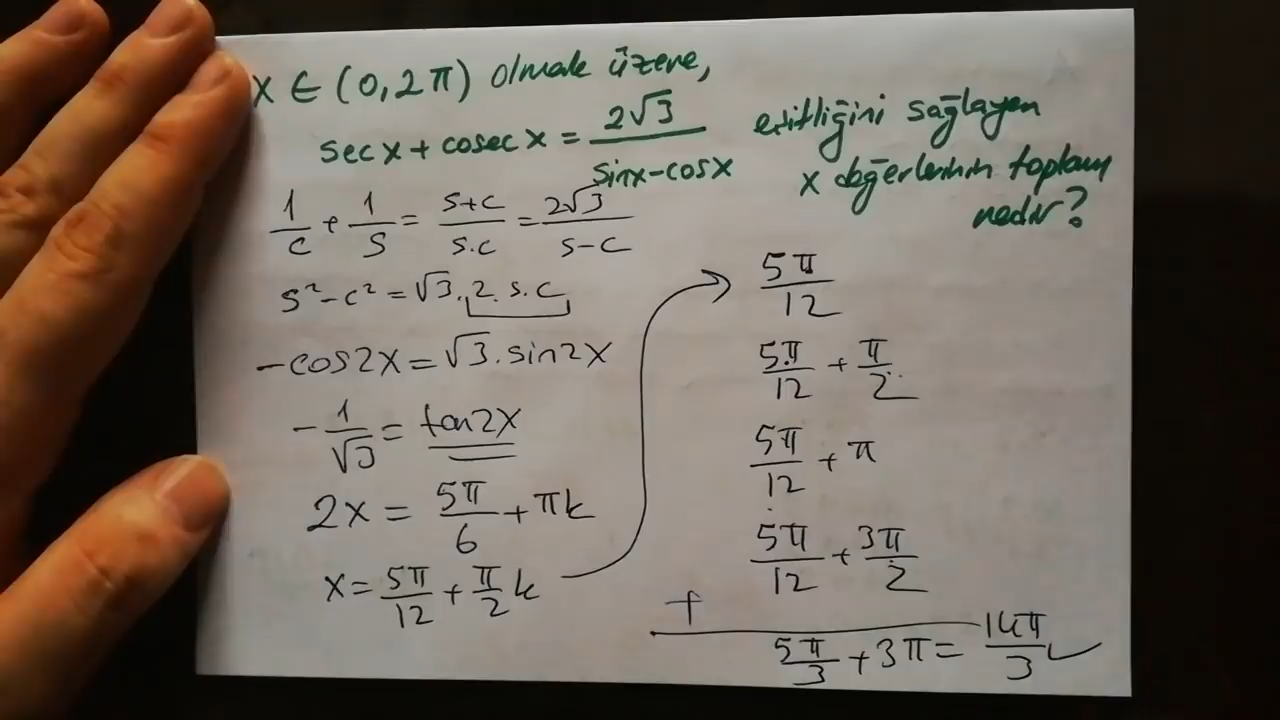 x ∈ (0, 2π) olmak üzere,
secx + cosecx = 2√3 / sinx-cosx eşitliğini sağlayan
x değerlerinin toplamı
nedir?
1/c + 1/s = s+c / s.c = 2√3 / s-c
s² - c² = √3 . 2. s. c
-cos2x = √3 . sin2x
-1/√3 = tan2x
2x = 5π/6 + πk
x = 5π/12 + π/2 k
5π/12
5π/12 + π/2
5π/12 + π
5π/12 + 3π/2
+
5π/3 + 3π = 14π/3